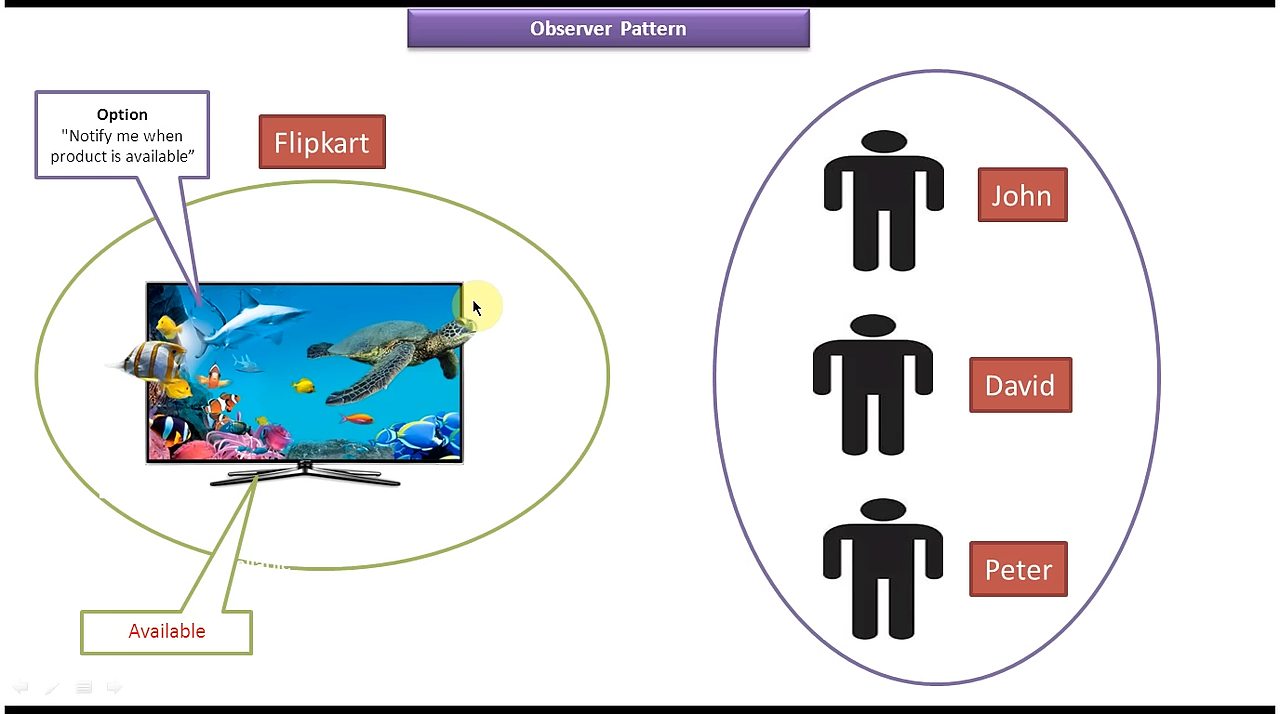 Observer Pattern
Option
"Notify me when
product is available”
Flipkart
John
David
Peter
Available